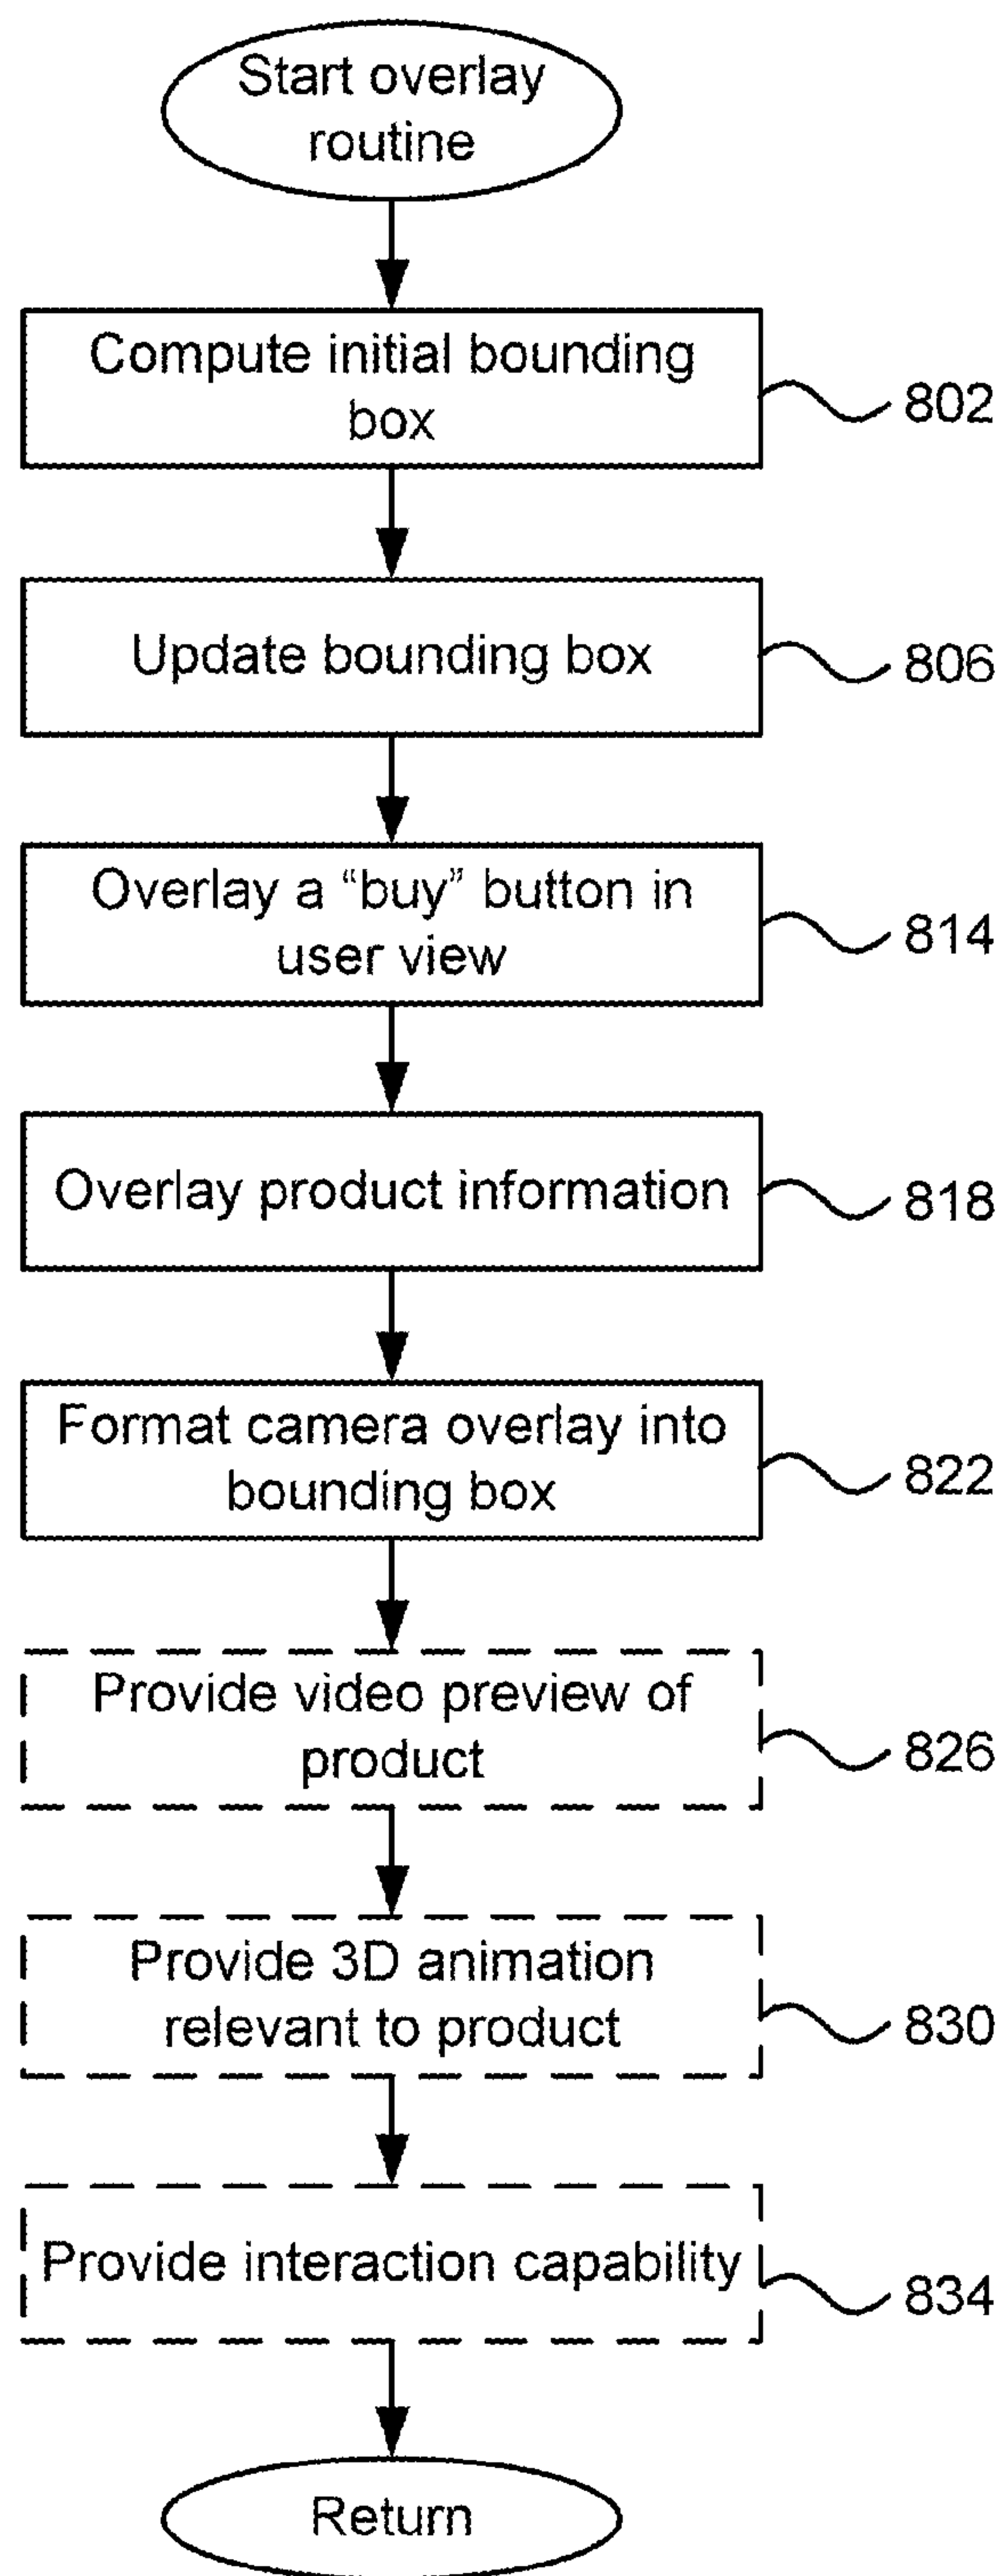 Start overlay
routine
Compute initial bounding
box
802
Update bounding box
806
Overlay a “buy” button in
user view
814
Overlay product information
818
Format camera overlay into
bounding box
822
Provide video preview of
product
826
Provide 3D animation
relevant to product
830
Provide interaction capability
834
Return